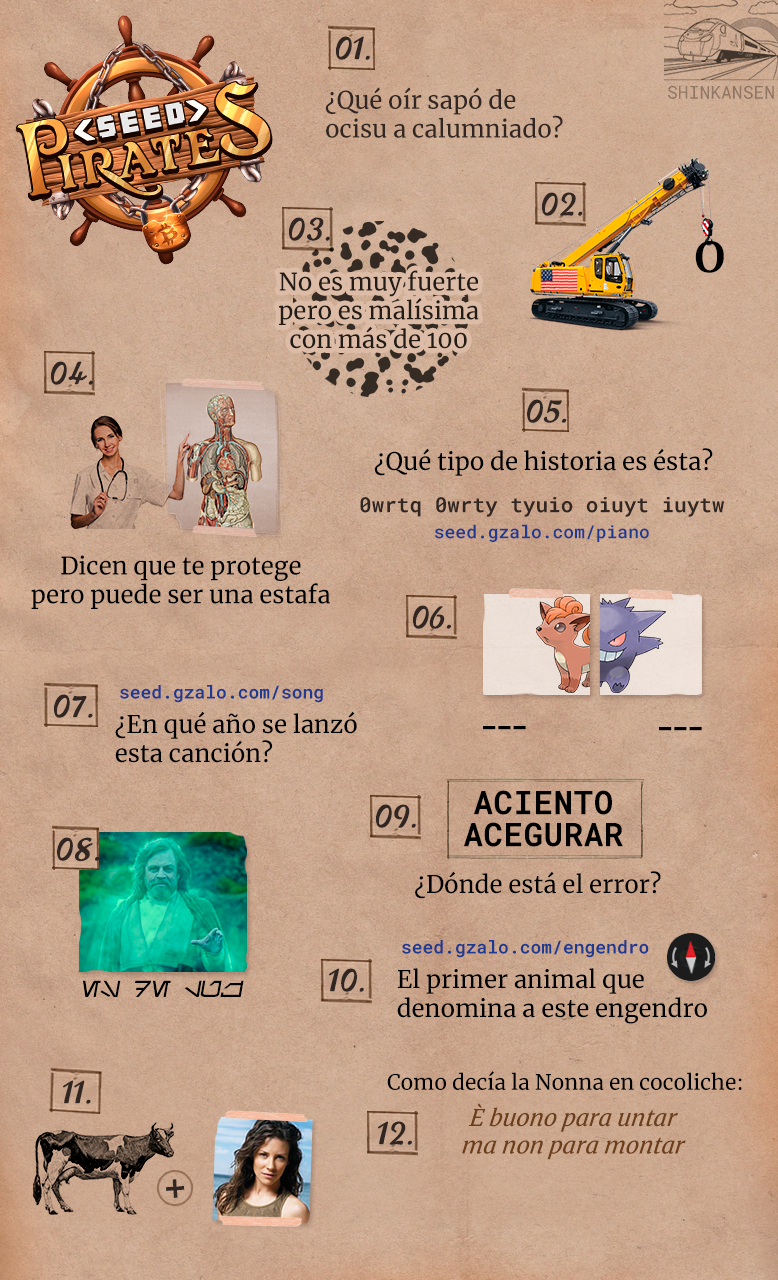 <SEED>
PIRATES
SHINKANSEN
01.
¿Qué oír sapó de
ocisu a calumniado?
02.
O
03.
No es muy fuerte
pero es malísima
con más de 100
04.
Dicen que te protege
pero puede ser una estafa
05.
¿Qué tipo de historia es ésta?
0wrtq 0wrty tyuio oiuyt iuytw
seed.gzalo.com/piano
06.
--- ---
07.
seed.gzalo.com/song
¿En qué año se lanzó
esta canción?
08.
09.
ACIENTO
ACEGURAR
¿Dónde está el error?
10.
seed.gzalo.com/engendro
El primer animal que
denomina a este engendro
11.
+
12.
Como decía la Nonna en cocoliche:
È buono para untar
ma non para montar